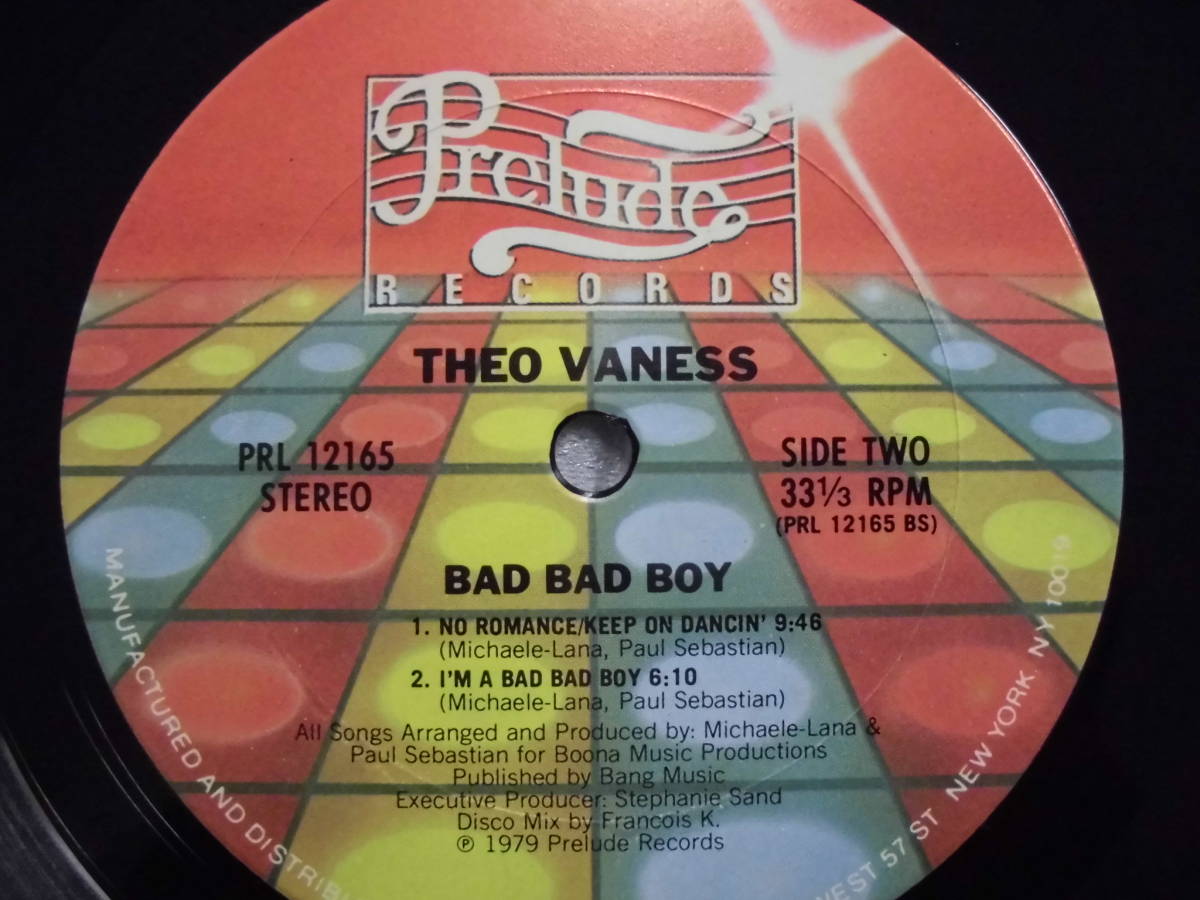 Prelude
RECORDS
THEO VANESS
PRL 12165
STEREO
SIDE TWO
33⅓ RPM
(PRL 12165 BS)
BAD BAD BOY
1. NO ROMANCE/KEEP ON DANCIN' 9:46
(Michaele-Lana, Paul Sebastian)
2. I'M A BAD BAD BOY 6:10
(Michaele-Lana, Paul Sebastian)
All Songs Arranged and Produced by: Michaele-Lana &
Paul Sebastian for Boona Music Productions
Published by Bang Music
Executive Producer: Stephanie Sand
Disco Mix by Francois K.
℗ 1979 Prelude Records
MANUFACTURED AND 57 ST NEW YORK. NY 10019